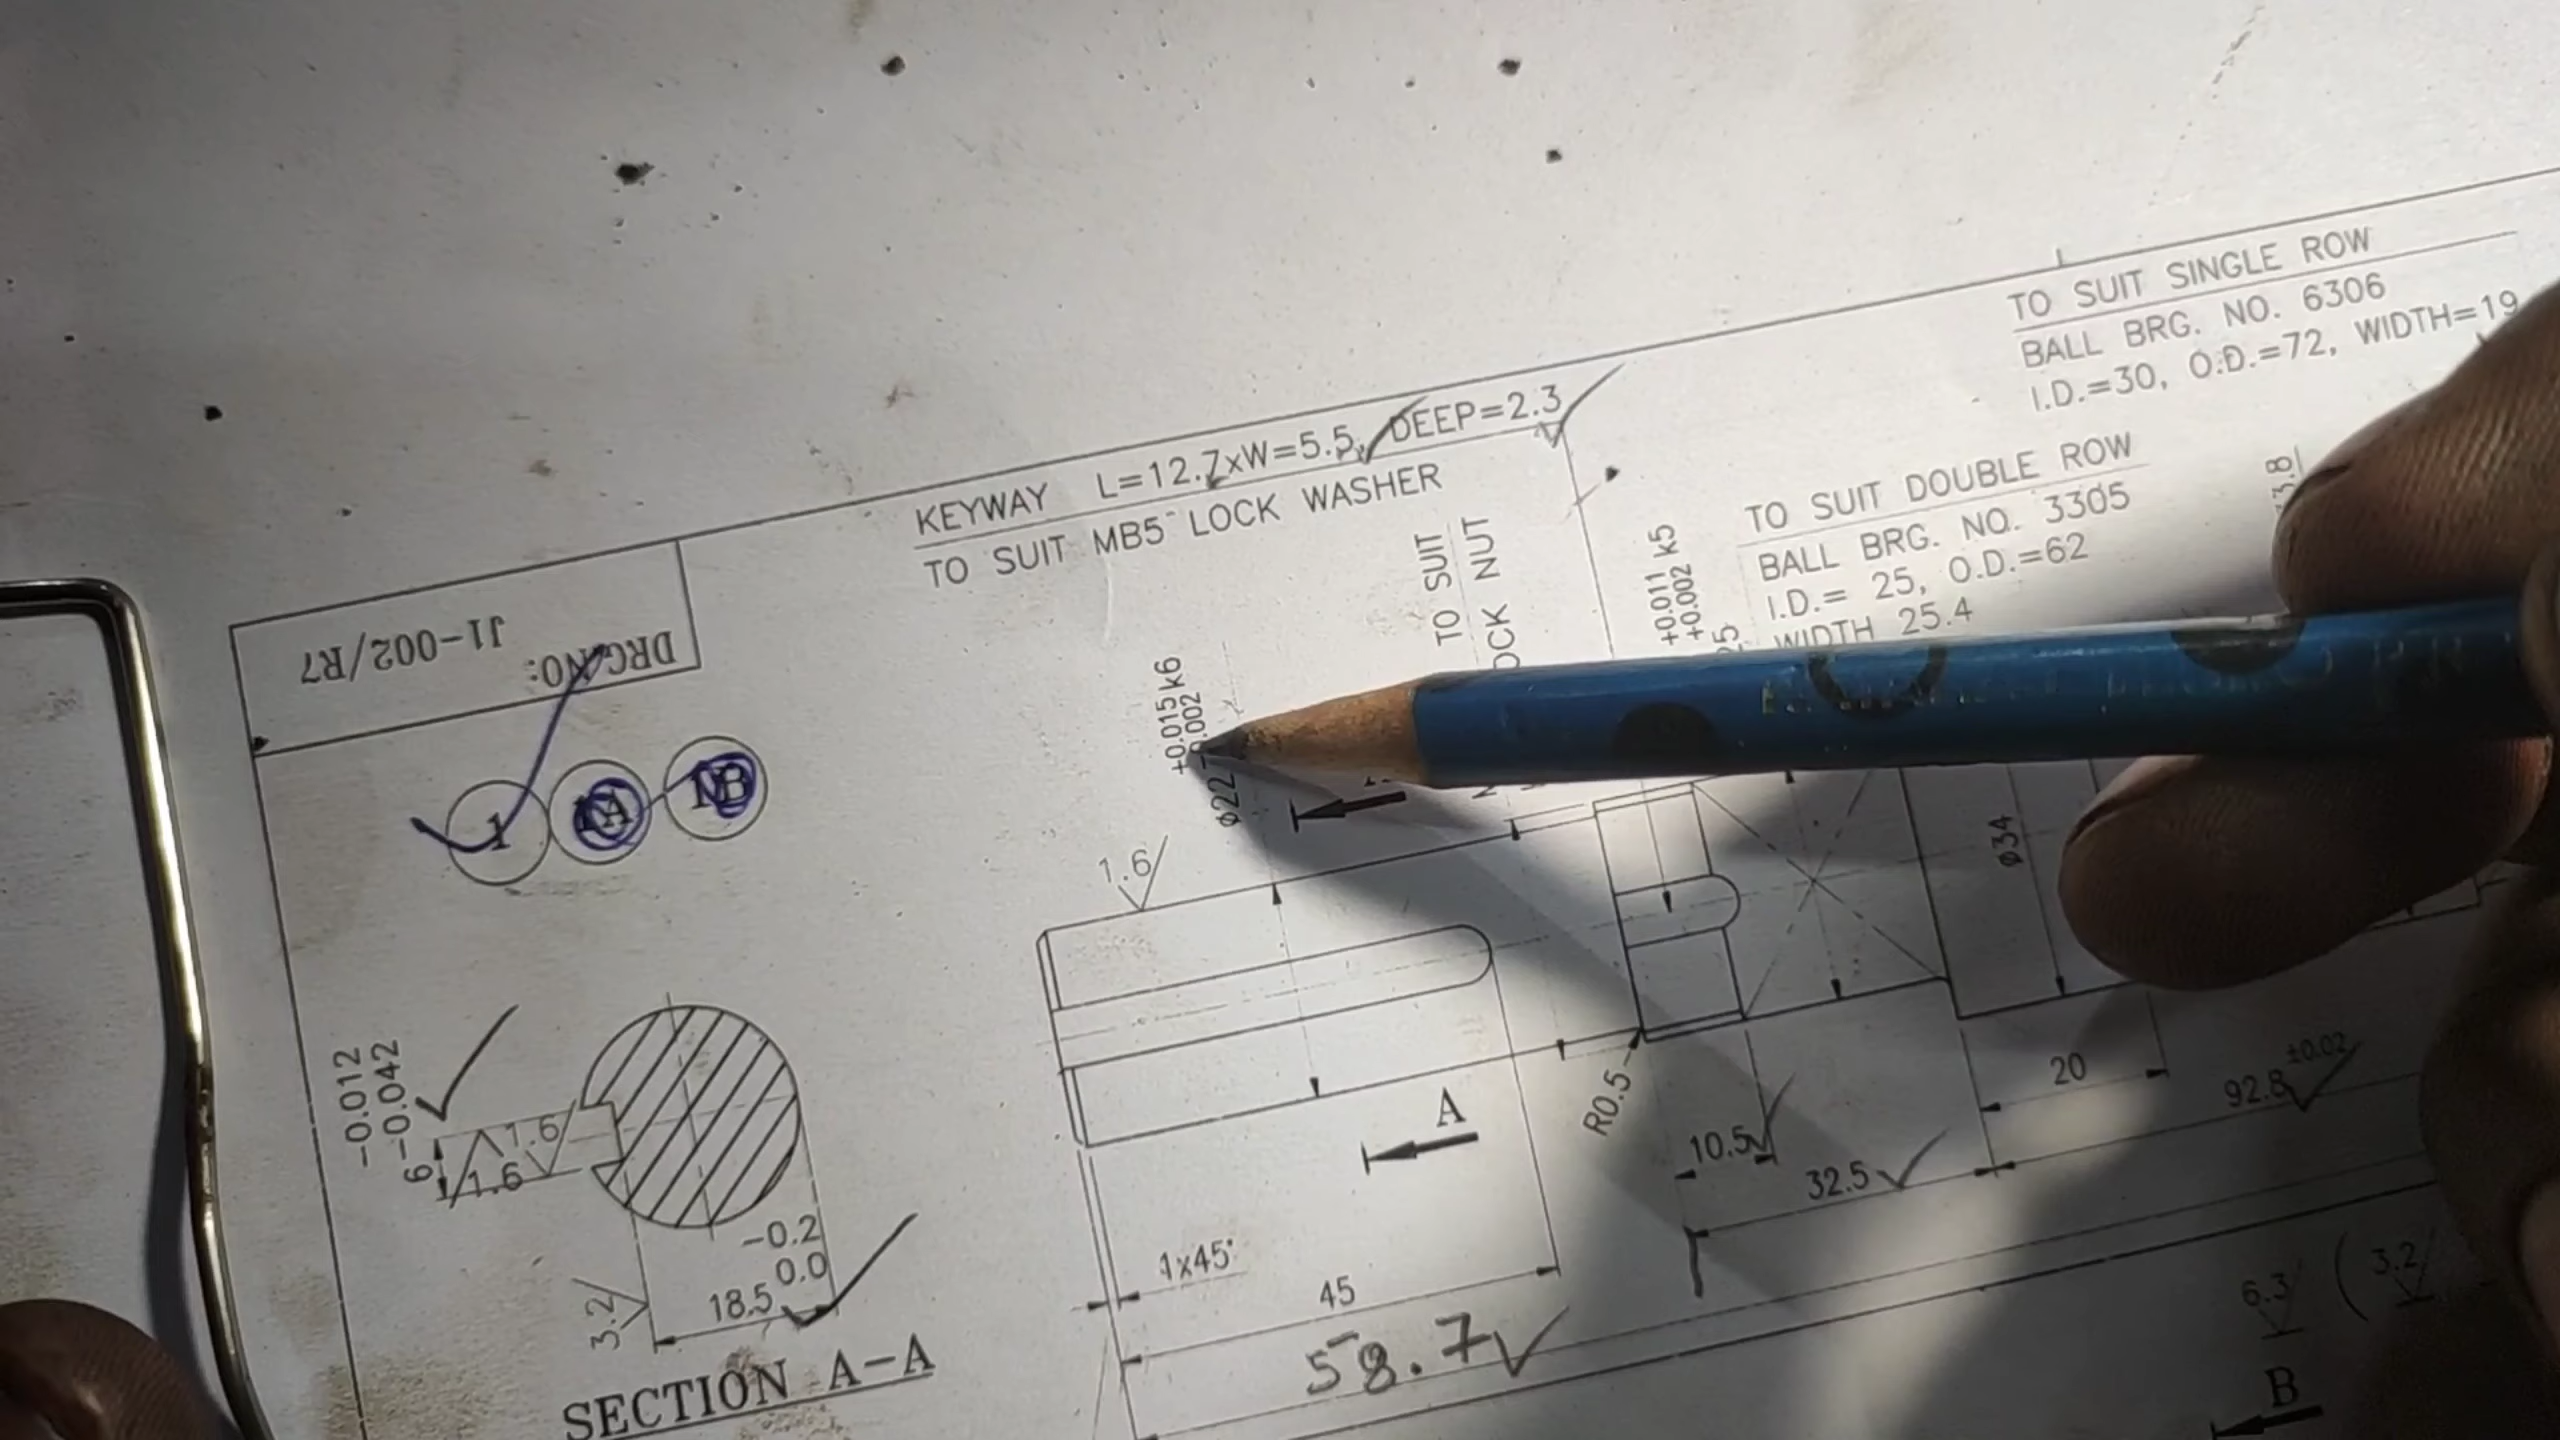 TO SUIT SINGLE ROW
BALL BRG. NO. 6306
I.D.=30, O.D.=72, WIDTH=19
KEYWAY L=12.7xW=5.5, DEEP=2.3
TO SUIT MB5 LOCK WASHER
TO SUIT DOUBLE ROW
BALL BRG. NO. 3305
I.D.= 25, O.D.=62
WIDTH 25.4
TO SUIT
LOCK NUT
+0.011 k5
+0.002
DRG.NO:
J1-002/R7
+0.015 k6
+0.002
ø22
1
1.6
ø34
-0.012
-0.042
6
1.6
1.6
A
R0.5
20
92.8 ±0.02
10.5
32.5
-0.2
0.0
18.5
3.2
1x45°
45
58.7
6.3 ( 3.2
SECTION A-A
B